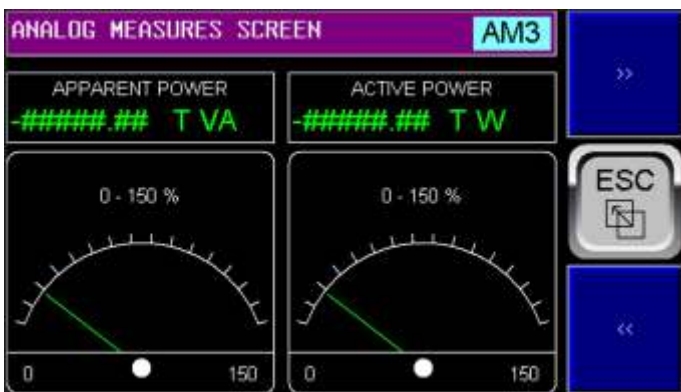 ANALOG MEASURES SCREEN
AM3
>>
APPARENT POWER
-#####.## T VA
ACTIVE POWER
-#####.## T W
ESC
0 - 150 %
0 150
0 - 150 %
0 150
<<